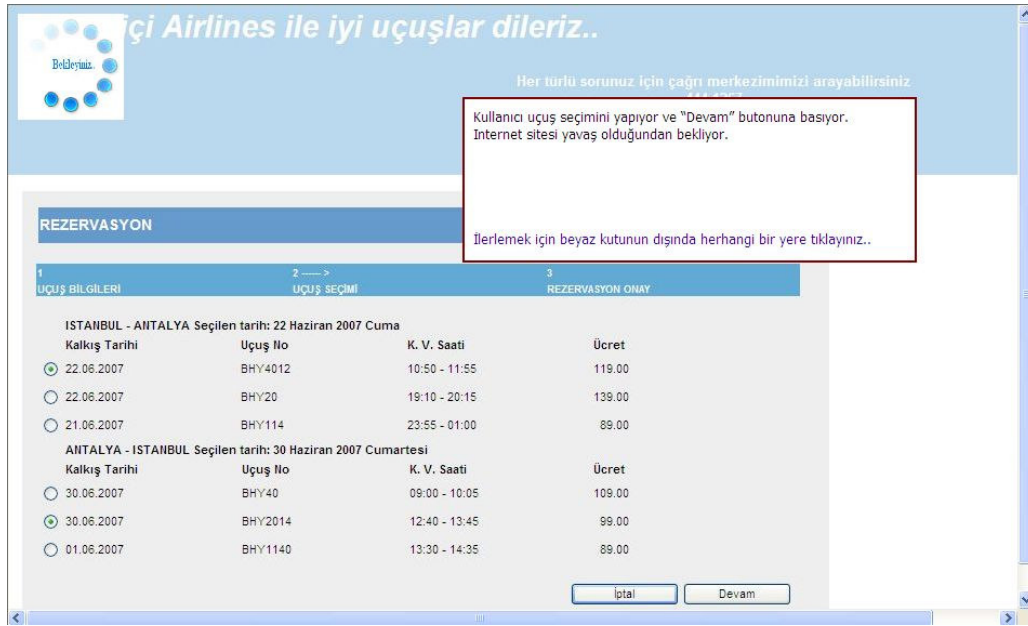 içi Airlines ile iyi uçuşlar dileriz..
Bekleyiniz.
Her türlü sorunuz için çağrı merkezimimizi arayabilirsiniz
Kullanıcı uçuş seçimini yapıyor ve “Devam” butonuna basıyor.
Internet sitesi yavaş olduğundan bekliyor.
İlerlemek için beyaz kutunun dışında herhangi bir yere tıklayınız..
REZERVASYON
1 2 ------ > 3
UÇUŞ BİLGİLERİ UÇUŞ SEÇİMİ REZERVASYON ONAY
ISTANBUL - ANTALYA Seçilen tarih: 22 Haziran 2007 Cuma
Kalkış Tarihi Uçuş No K. V. Saati Ücret
22.06.2007 BHY4012 10:50 - 11:55 119.00
22.06.2007 BHY20 19:10 - 20:15 139.00
21.06.2007 BHY114 23:55 - 01:00 89.00
ANTALYA - ISTANBUL Seçilen tarih: 30 Haziran 2007 Cumartesi
Kalkış Tarihi Uçuş No K. V. Saati Ücret
30.06.2007 BHY40 09:00 - 10:05 109.00
30.06.2007 BHY2014 12:40 - 13:45 99.00
01.06.2007 BHY1140 13:30 - 14:35 89.00
İptal Devam